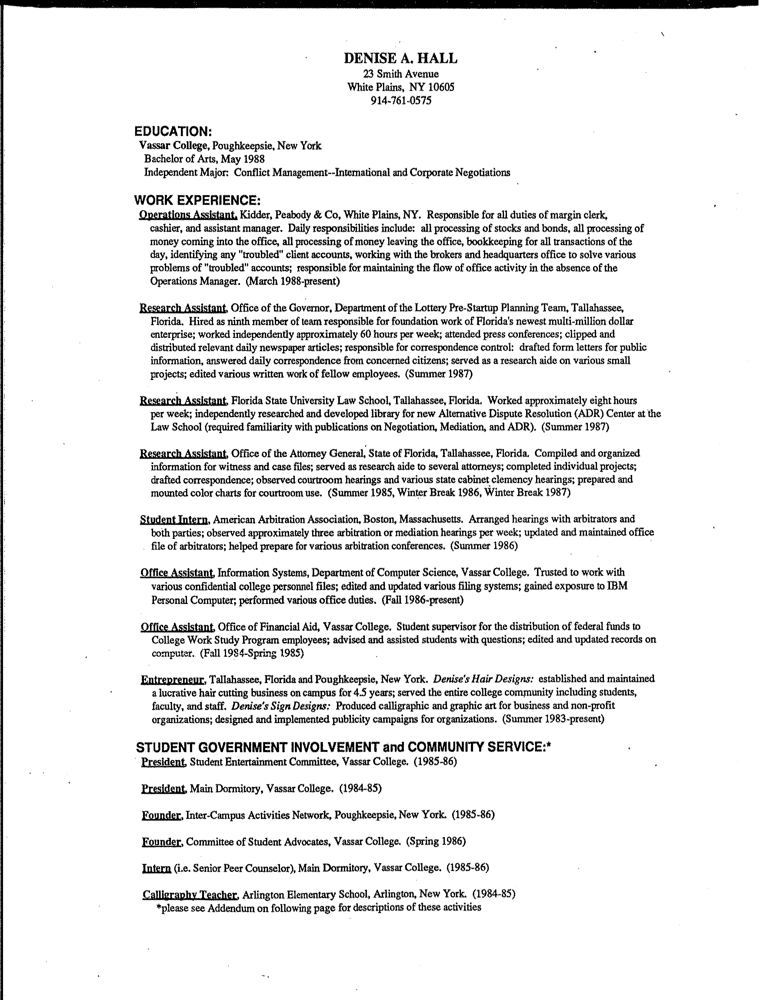 DENISE A. HALL
23 Smith Avenue
White Plains, NY 10605
914-761-0575
EDUCATION:
Vassar College, Poughkeepsie, New York
Bachelor of Arts, May 1988
Independent Major: Conflict Management--International and Corporate Negotiations
WORK EXPERIENCE:
Operations Assistant, Kidder, Peabody & Co, White Plains, NY. Responsible for all duties of margin clerk,
cashier, and assistant manager. Daily responsibilities include: all processing of stocks and bonds, all processing of
money coming into the office, all processing of money leaving the office, bookkeeping for all transactions of the
day, identifying any "troubled" client accounts, working with the brokers and headquarters office to solve various
problems of "troubled" accounts; responsible for maintaining the flow of office activity in the absence of the
Operations Manager. (March 1988-present)
Research Assistant, Office of the Governor, Department of the Lottery Pre-Startup Planning Team, Tallahassee,
Florida. Hired as ninth member of team responsible for foundation work of Florida's newest multi-million dollar
enterprise; worked independently approximately 60 hours per week; attended press conferences; clipped and
distributed relevant daily newspaper articles; responsible for correspondence control: drafted form letters for public
information, answered daily correspondence from concerned citizens; served as a research aide on various small
projects; edited various written work of fellow employees. (Summer 1987)
Research Assistant, Florida State University Law School, Tallahassee, Florida. Worked approximately eight hours
per week; independently researched and developed library for new Alternative Dispute Resolution (ADR) Center at the
Law School (required familiarity with publications on Negotiation, Mediation, and ADR). (Summer 1987)
Research Assistant, Office of the Attorney General, State of Florida, Tallahassee, Florida. Compiled and organized
information for witness and case files; served as research aide to several attorneys; completed individual projects;
drafted correspondence; observed courtroom hearings and various state cabinet clemency hearings; prepared and
mounted color charts for courtroom use. (Summer 1985, Winter Break 1986, Winter Break 1987)
Student Intern, American Arbitration Association, Boston, Massachusetts. Arranged hearings with arbitrators and
both parties; observed approximately three arbitration or mediation hearings per week; updated and maintained office
file of arbitrators; helped prepare for various arbitration conferences. (Summer 1986)
Office Assistant, Information Systems, Department of Computer Science, Vassar College. Trusted to work with
various confidential college personnel files; edited and updated various filing systems; gained exposure to IBM
Personal Computer; performed various office duties. (Fall 1986-present)
Office Assistant, Office of Financial Aid, Vassar College. Student supervisor for the distribution of federal funds to
College Work Study Program employees; advised and assisted students with questions; edited and updated records on
computer. (Fall 1984-Spring 1985)
Entrepreneur, Tallahassee, Florida and Poughkeepsie, New York. Denise's Hair Designs: established and maintained
a lucrative hair cutting business on campus for 4.5 years; served the entire college community including students,
faculty, and staff. Denise's Sign Designs: Produced calligraphic and graphic art for business and non-profit
organizations; designed and implemented publicity campaigns for organizations. (Summer 1983-present)
STUDENT GOVERNMENT INVOLVEMENT and COMMUNITY SERVICE:*
President, Student Entertainment Committee, Vassar College. (1985-86)
President, Main Dormitory, Vassar College. (1984-85)
Founder, Inter-Campus Activities Network, Poughkeepsie, New York. (1985-86)
Founder, Committee of Student Advocates, Vassar College. (Spring 1986)
Intern (i.e. Senior Peer Counselor), Main Dormitory, Vassar College. (1985-86)
Calligraphy Teacher, Arlington Elementary School, Arlington, New York. (1984-85)
*please see Addendum on following page for descriptions of these activities